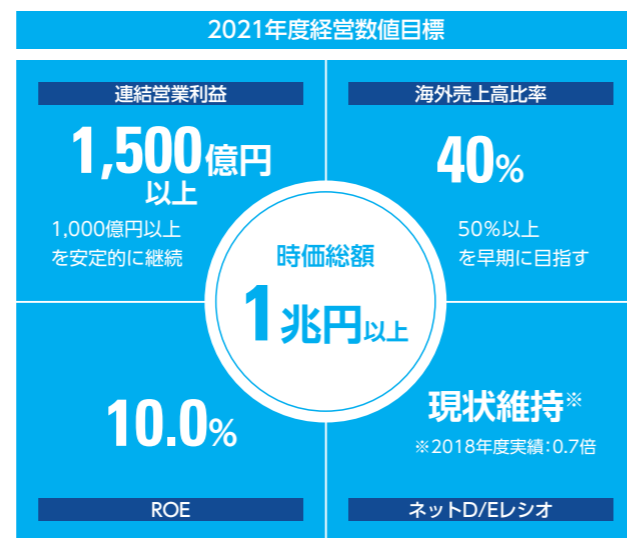 2021年度経営数値目標
連結営業利益
1,500億円
以上
1,000億円以上
を安定的に継続
海外売上高比率
40%
50%以上
を早期に目指す
時価総額
1兆円以上
10.0%
ROE
現状維持※
※2018年度実績:0.7倍
ネットD/Eレシオ